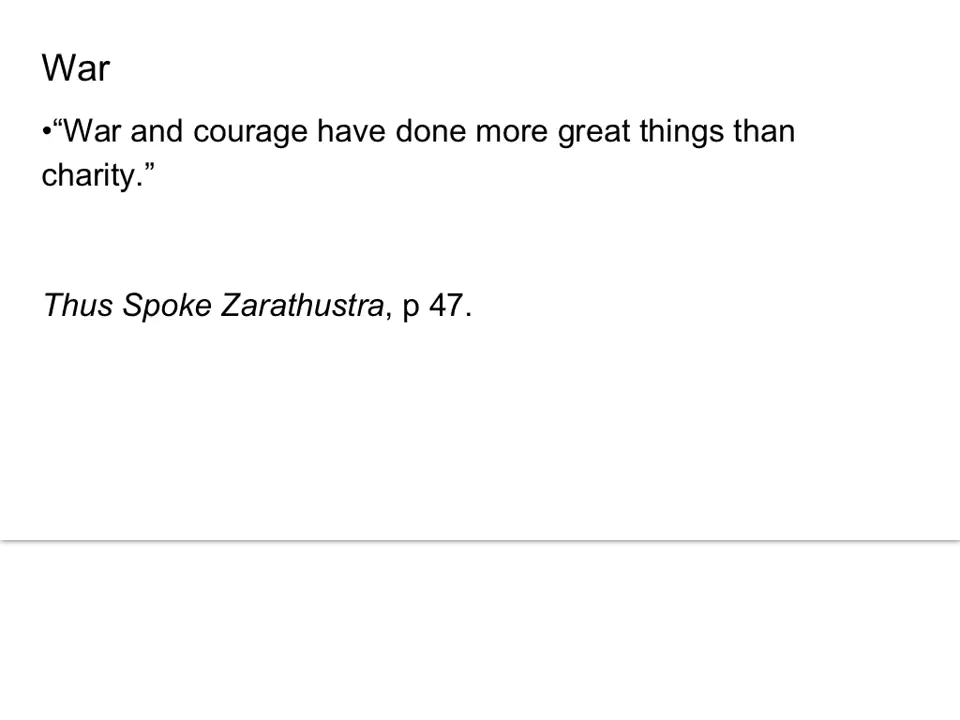 War
•“War and courage have done more great things than
charity.”
Thus Spoke Zarathustra, p 47.